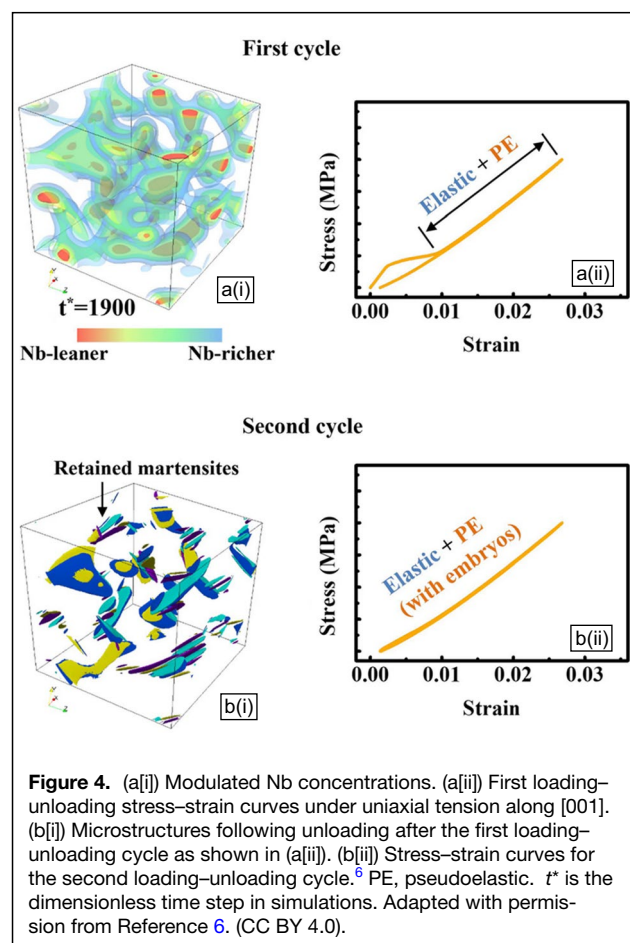 First cycle
t*=1900
Nb-leaner Nb-richer
a(i)
Stress (MPa)
Elastic + PE
a(ii)
0.00 0.01 0.02 0.03
Strain
Second cycle
Retained martensites
b(i)
Stress (MPa)
Elastic + PE
(with embryos)
b(ii)
0.00 0.01 0.02 0.03
Strain
Figure 4. (a[i]) Modulated Nb concentrations. (a[ii]) First loading–
unloading stress–strain curves under uniaxial tension along [001].
(b[i]) Microstructures following unloading after the first loading–
unloading cycle as shown in (a[ii]). (b[ii]) Stress–strain curves for
the second loading–unloading cycle.6 PE, pseudoelastic. t* is the
dimensionless time step in simulations. Adapted with permis-
sion from Reference 6. (CC BY 4.0).